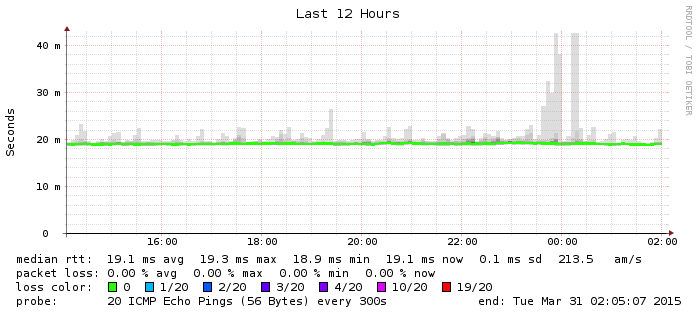 Last 12 Hours
RRDTOOL / TOBI OETIKER
Seconds
40 m
30 m
20 m
10 m
0
16:00 18:00 20:00 22:00 00:00 02:00
median rtt: 19.1 ms avg 19.3 ms max 18.9 ms min 19.1 ms now 0.1 ms sd 213.5 am/s
packet loss: 0.00 % avg 0.00 % max 0.00 % min 0.00 % now
loss color: 0 1/20 2/20 3/20 4/20 10/20 19/20
probe: 20 ICMP Echo Pings (56 Bytes) every 300s end: Tue Mar 31 02:05:07 2015